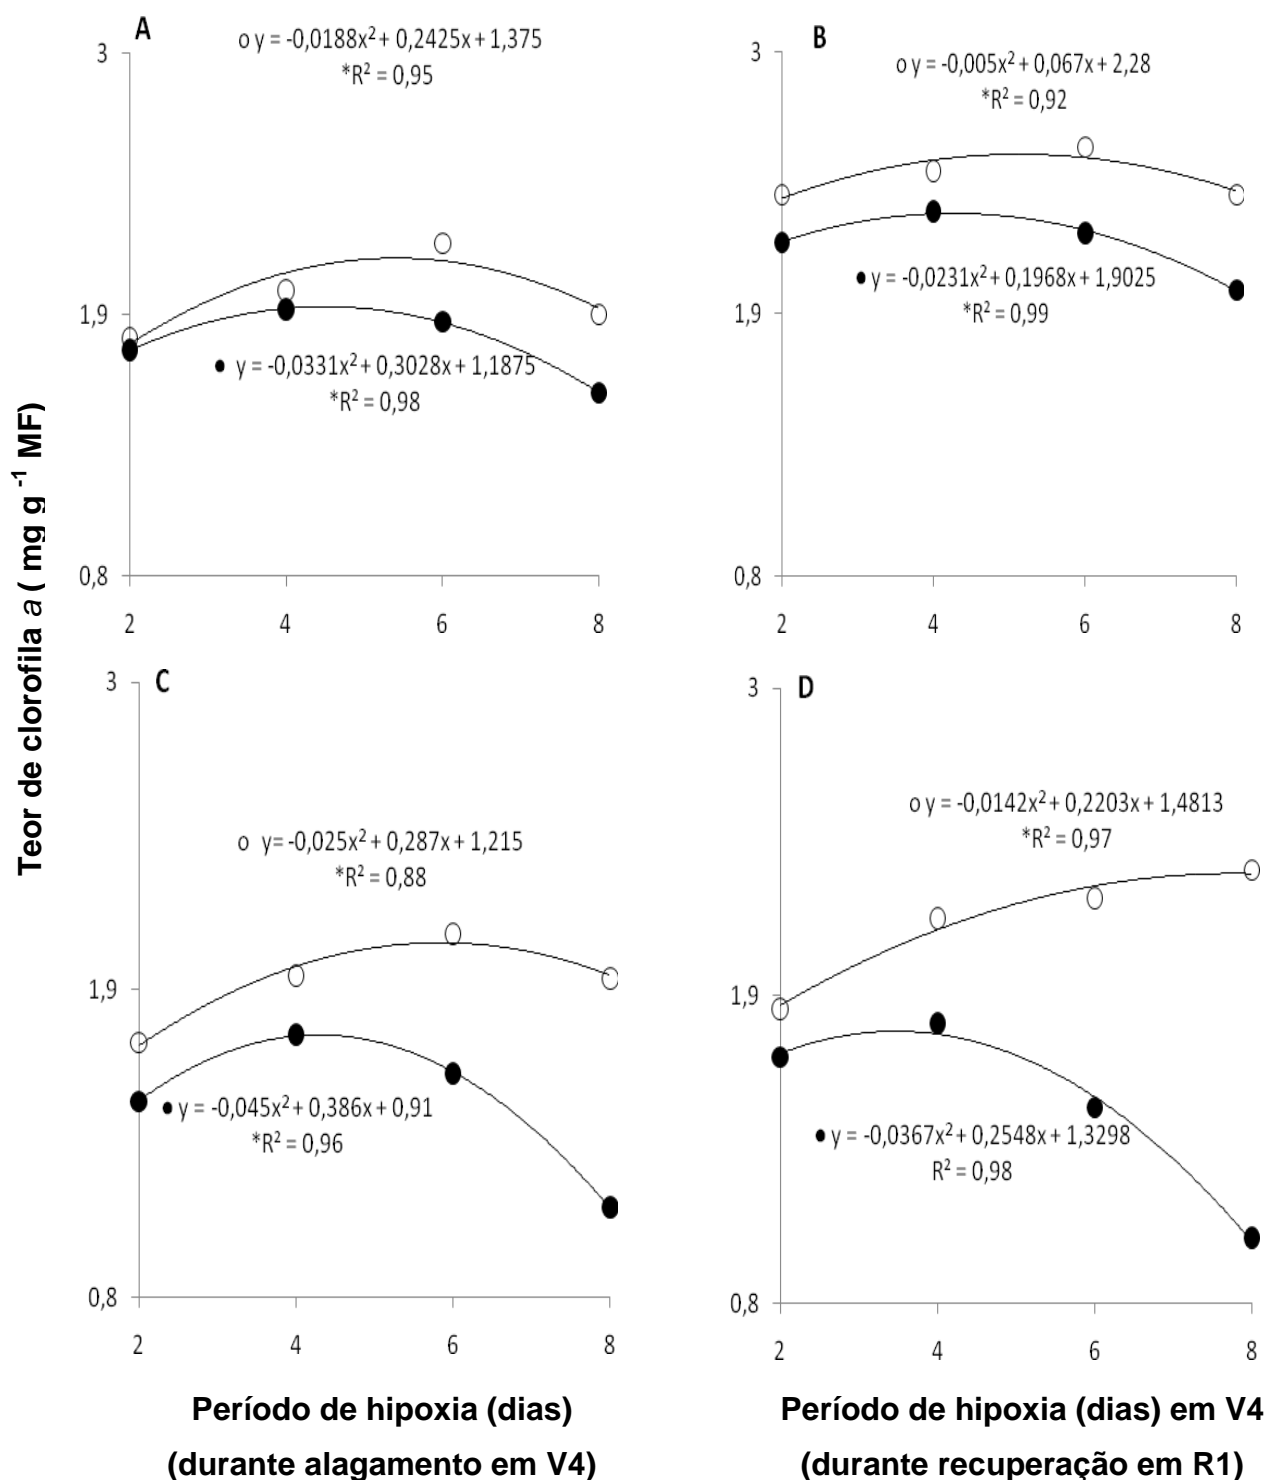 A
o y = -0,0188x² + 0,2425x + 1,375
*R² = 0,95
3
1,9
0,8
● y = -0,0331x² + 0,3028x + 1,1875
*R² = 0,98
2 4 6 8
B
o y = -0,005x² + 0,067x + 2,28
*R² = 0,92
3
1,9
0,8
● y = -0,0231x² + 0,1968x + 1,9025
*R² = 0,99
2 4 6 8
Teor de clorofila a ( mg g ⁻¹ MF)
C
3
o y= -0,025x² + 0,287x + 1,215
*R² = 0,88
1,9
● y = -0,045x² + 0,386x + 0,91
*R² = 0,96
0,8
2 4 6 8
Período de hipoxia (dias)
(durante alagamento em V4)
D
3
o y = -0,0142x² + 0,2203x + 1,4813
*R² = 0,97
1,9
● y = -0,0367x² + 0,2548x + 1,3298
R² = 0,98
0,8
2 4 6 8
Período de hipoxia (dias) em V4
(durante recuperação em R1)